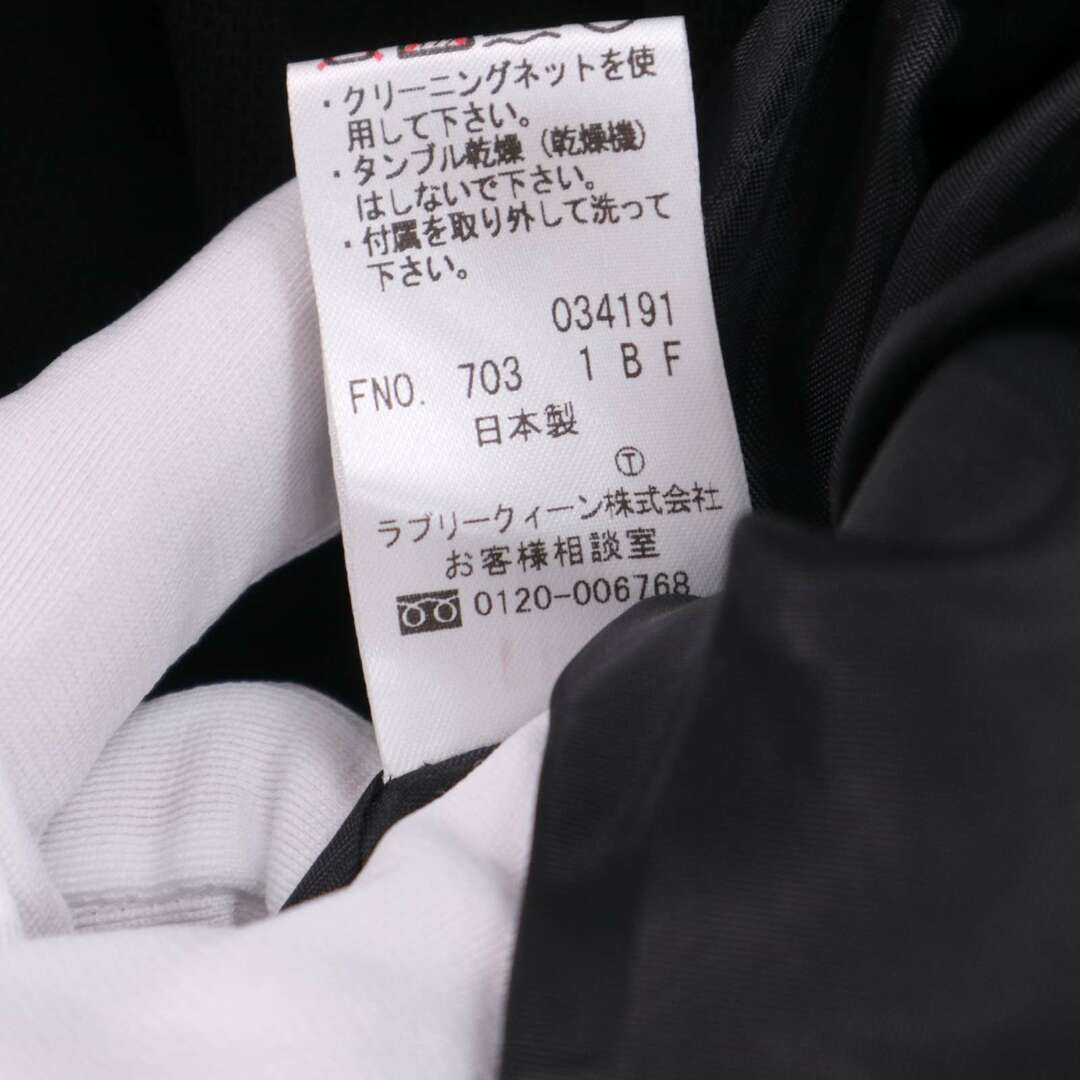 ・クリーニングネットを使
用して下さい。
・タンブル乾燥（乾燥機）
はしないで下さい。
・付属を取り外して洗って
下さい。
034191
FNO. 703 1 B F
日本製
Ⓣ
ラブリークィーン株式会社
お客様相談室
0120-006768